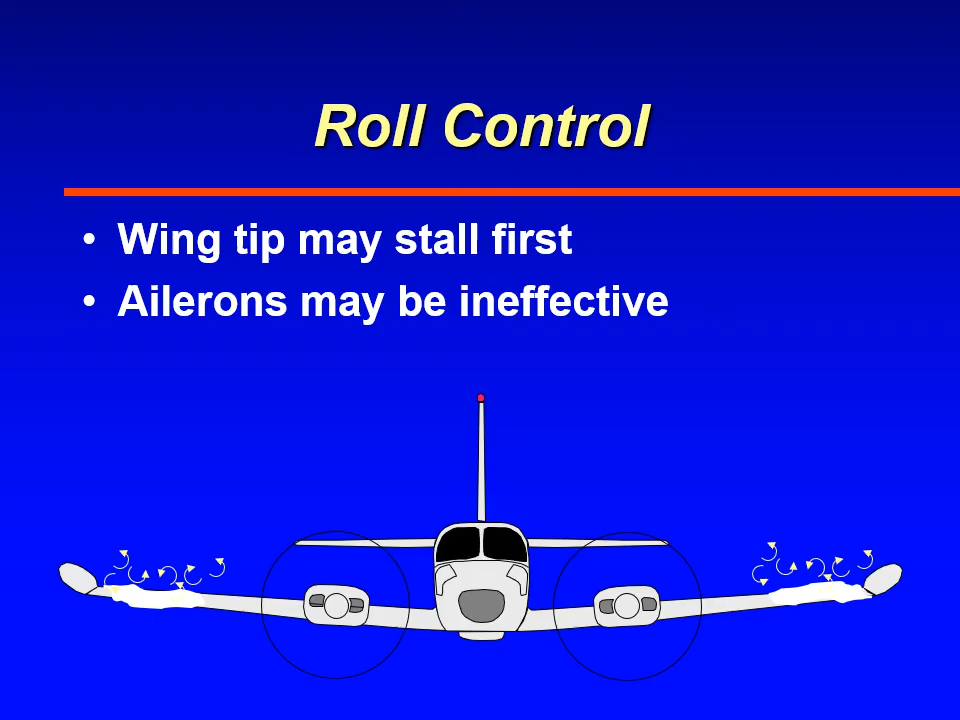 Roll Control
• Wing tip may stall first
• Ailerons may be ineffective